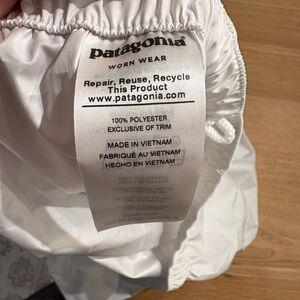 patagonia
WORN WEAR
Repair, Reuse, Recycle
This Product
www.patagonia.com
100% POLYESTER
EXCLUSIVE OF TRIM
MADE IN VIETNAM
FABRIQUÉ AU VIETNAM
HECHO EN VIETNAM